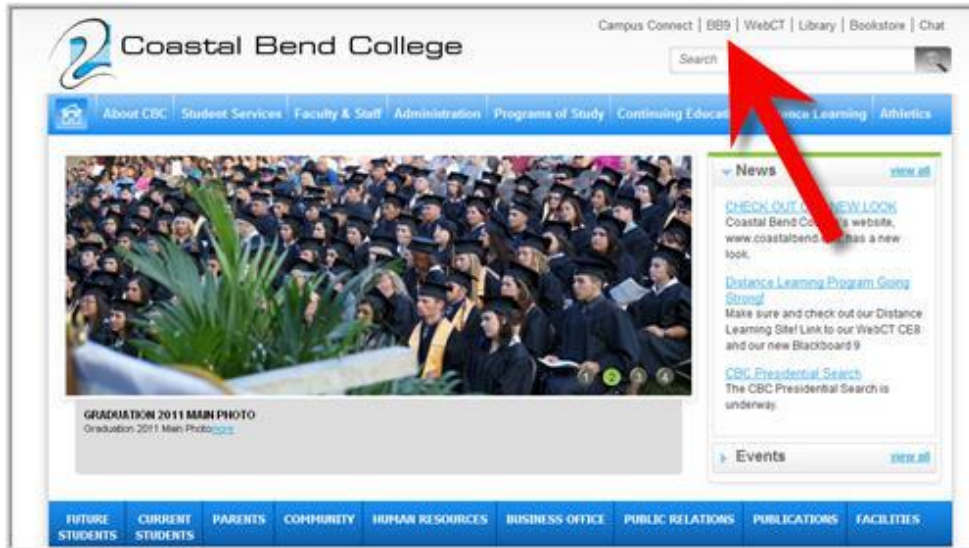 Campus Connect | BB9 | WebCT | Library | Bookstore | Chat
Coastal Bend College
Search
About CBC Student Services Faculty & Staff Administration Programs of Study Continuing Learning Athletics
News view all
CHECK OUT NEW LOOK
Coastal Bend website,
www.coastalbend. has a new
look.
Distance Learning Program Going
Strong!
Make sure and check out our Distance
Learning Site! Link to our WebCT CE8
and our new Blackboard 9
CBC Presidential Search
The CBC Presidential Search is
underway.
1 2 3 4
GRADUATION 2011 MAIN PHOTO
Graduation 2011 Main Photo more
Events view all
FUTURE STUDENTS CURRENT STUDENTS PARENTS COMMUNITY HUMAN RESOURCES BUSINESS OFFICE PUBLIC RELATIONS PUBLICATIONS FACILITIES